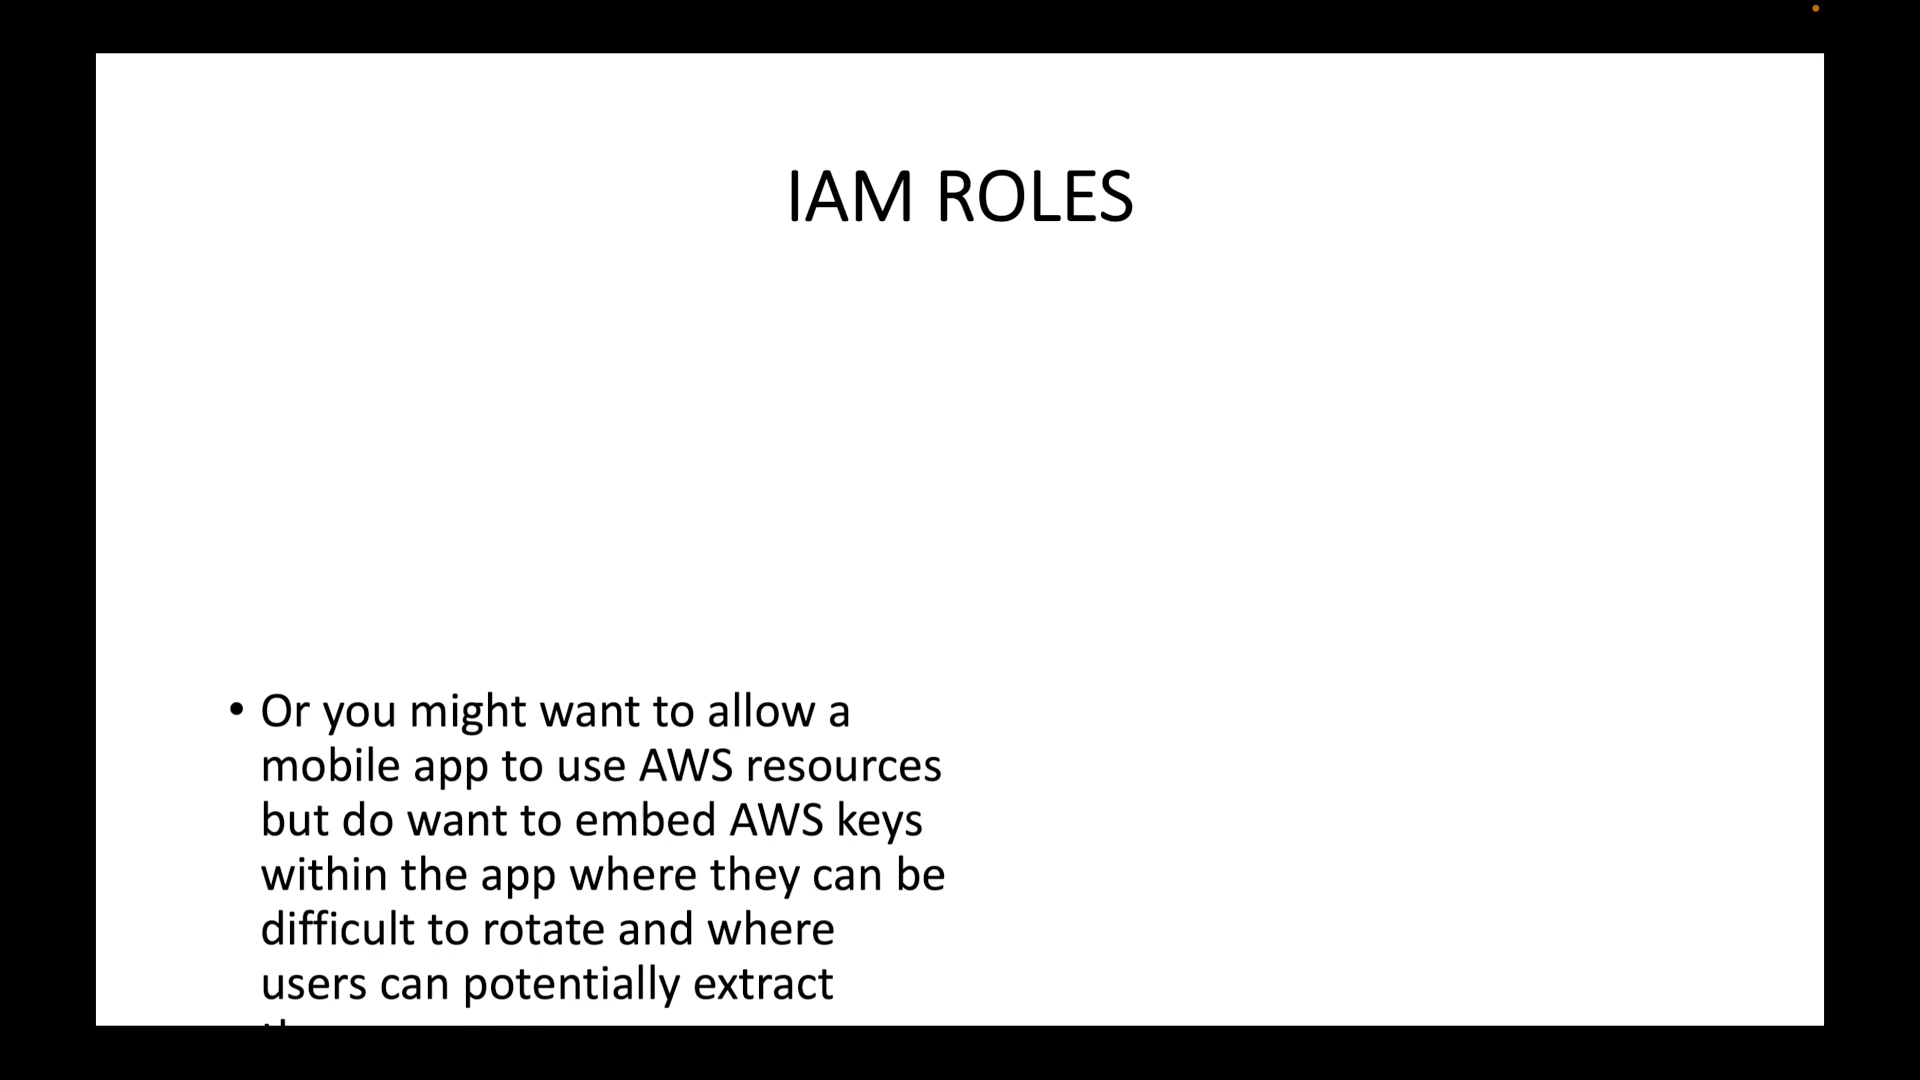 IAM ROLES
• Or you might want to allow a
mobile app to use AWS resources
but do want to embed AWS keys
within the app where they can be
difficult to rotate and where
users can potentially extract